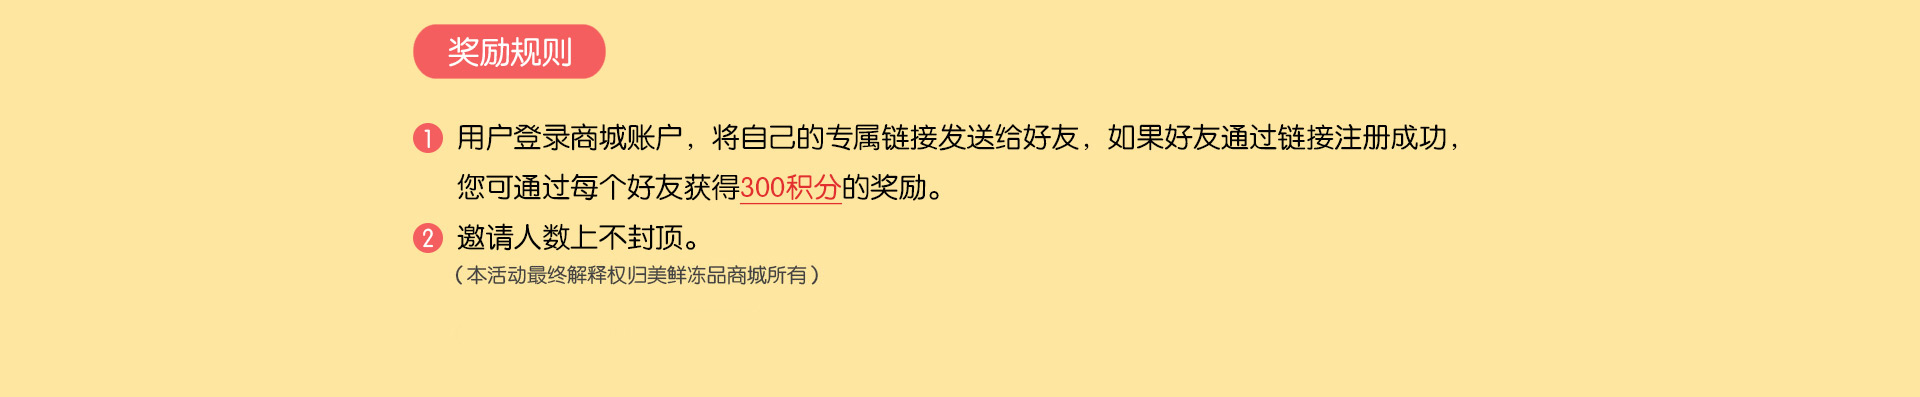 奖励规则
1 用户登录商城账户，将自己的专属链接发送给好友，如果好友通过链接注册成功，
您可通过每个好友获得300积分的奖励。
2 邀请人数上不封顶。
（本活动最终解释权归美鲜冻品商城所有）